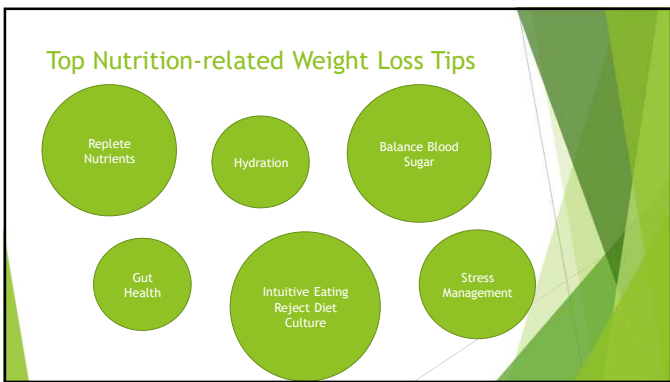 Top Nutrition-related Weight Loss Tips
Replete
Nutrients
Hydration
Balance Blood
Sugar
Gut
Health
Intuitive Eating
Reject Diet
Culture
Stress
Management